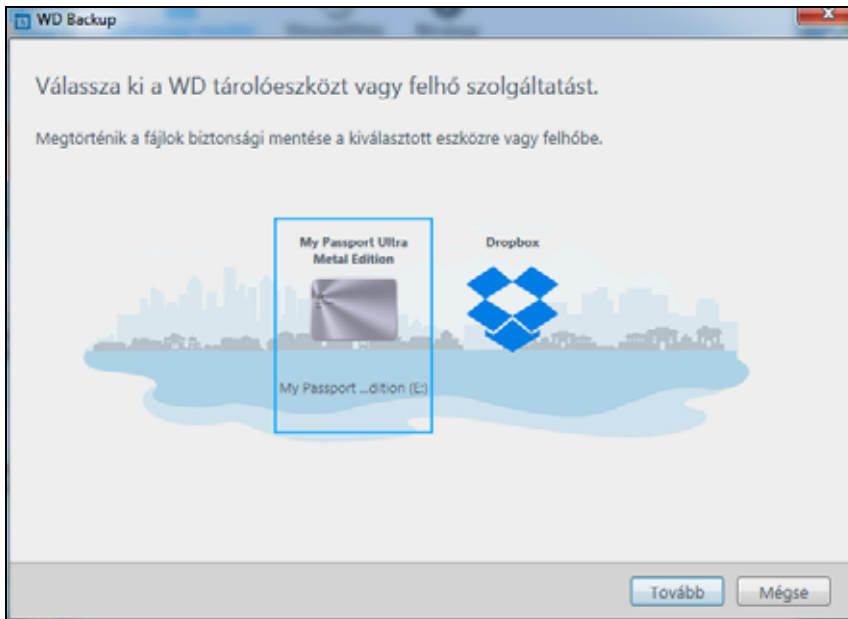 WD Backup
Válassza ki a WD tárolóeszközt vagy felhő szolgáltatást.
Megtörténik a fájlok biztonsági mentése a kiválasztott eszközre vagy felhőbe.
My Passport Ultra
Metal Edition
My Passport ...dition (E:)
Dropbox
Tovább
Mégse